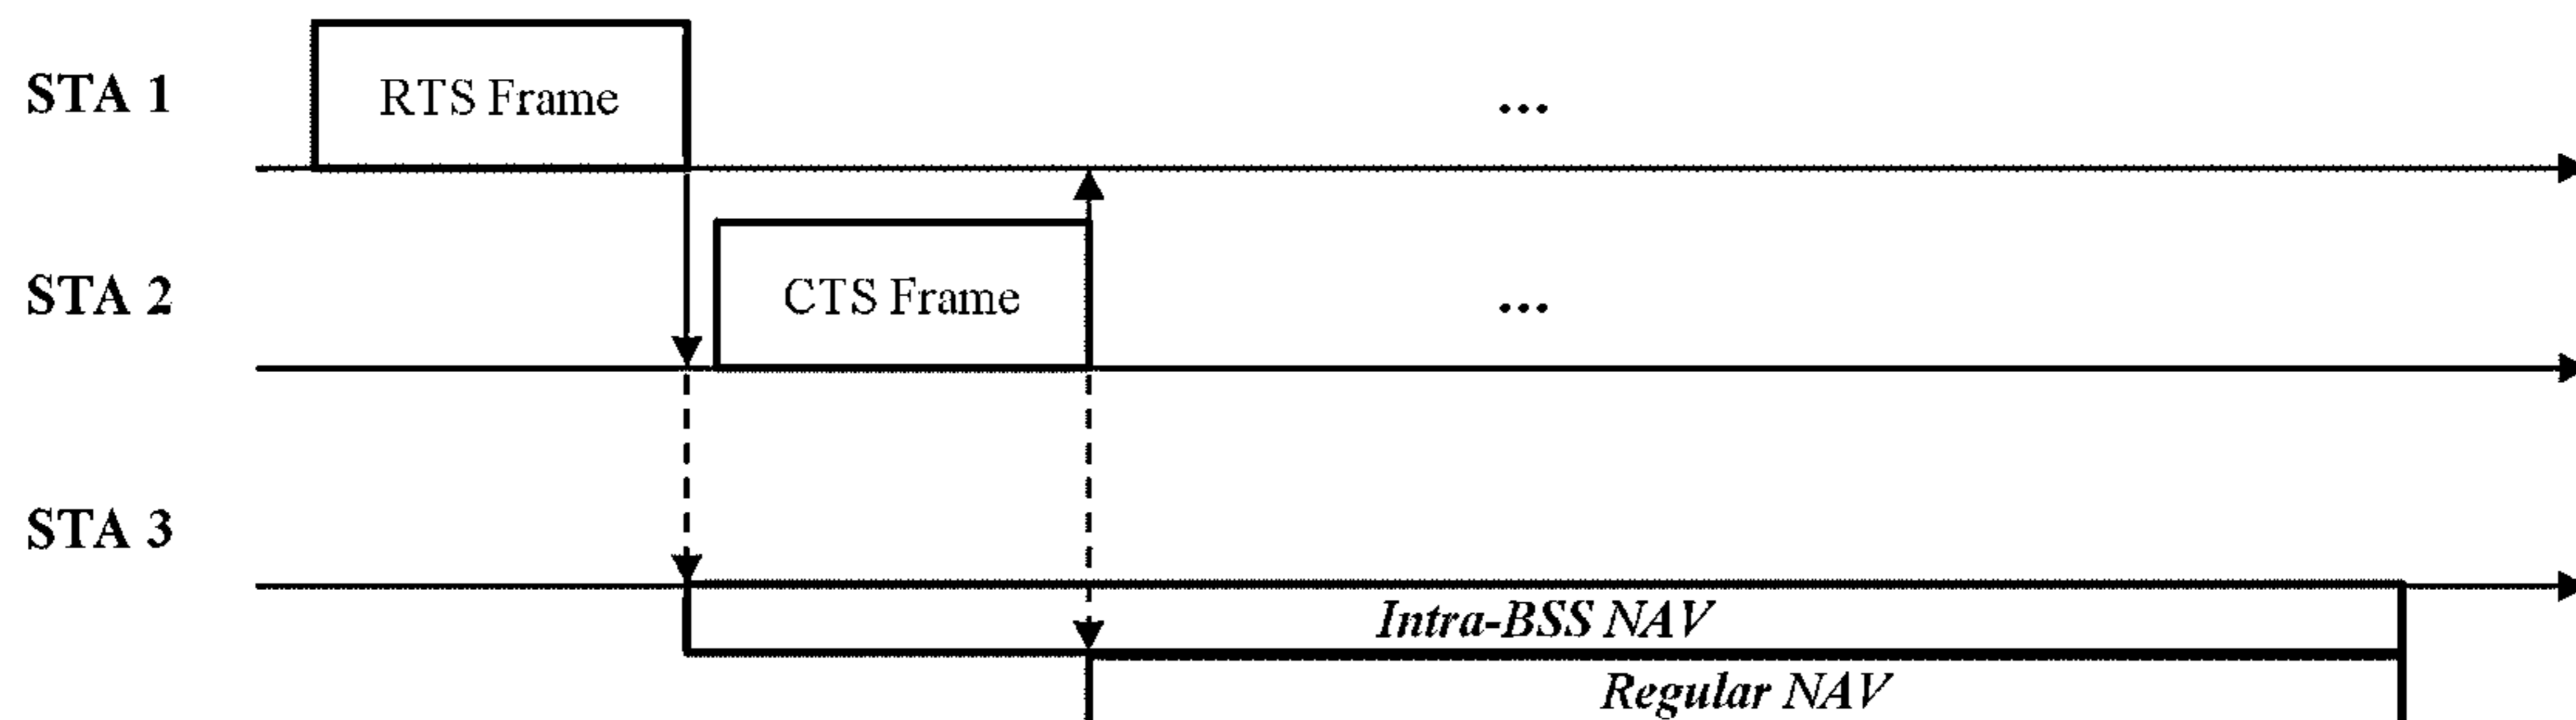 STA 1
RTS Frame
...
STA 2
CTS Frame
...
STA 3
Intra-BSS NAV
Regular NAV